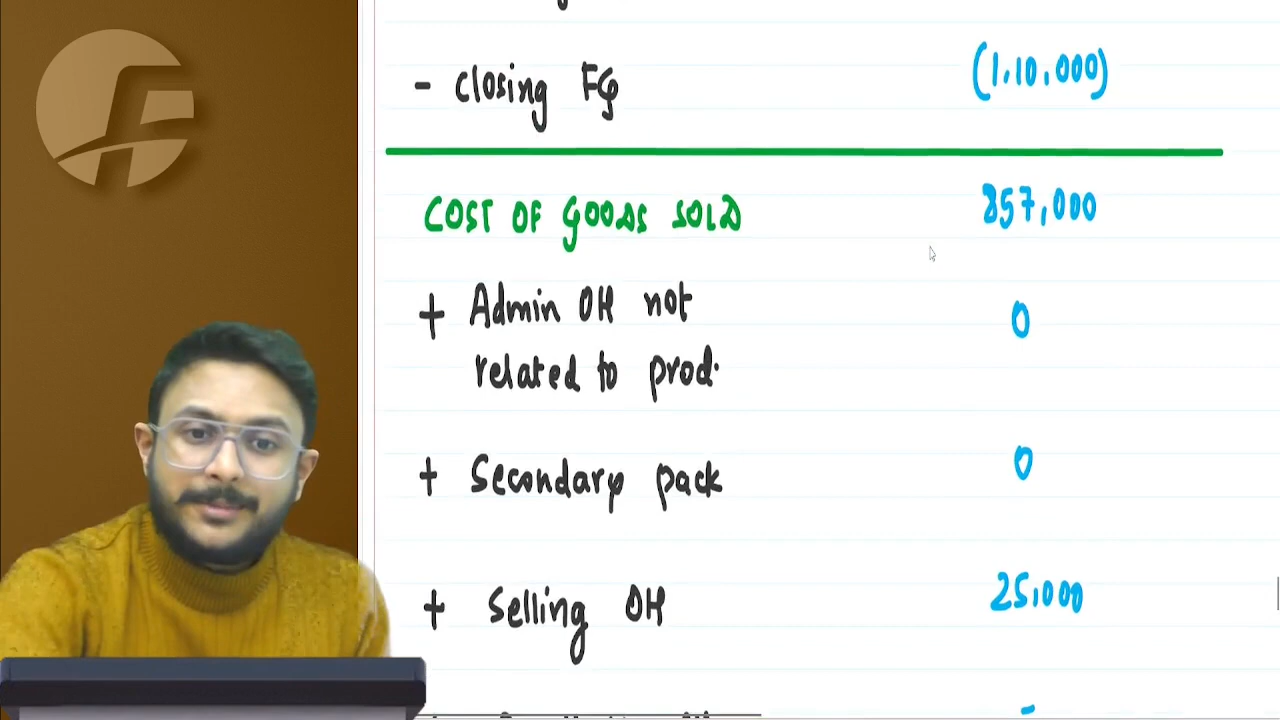 - closing FG (1,10,000)
COST OF GOODS SOLD 857,000
+ Admin OH not 0
related to prod.
+ Secondary pack 0
+ Selling OH 25,000